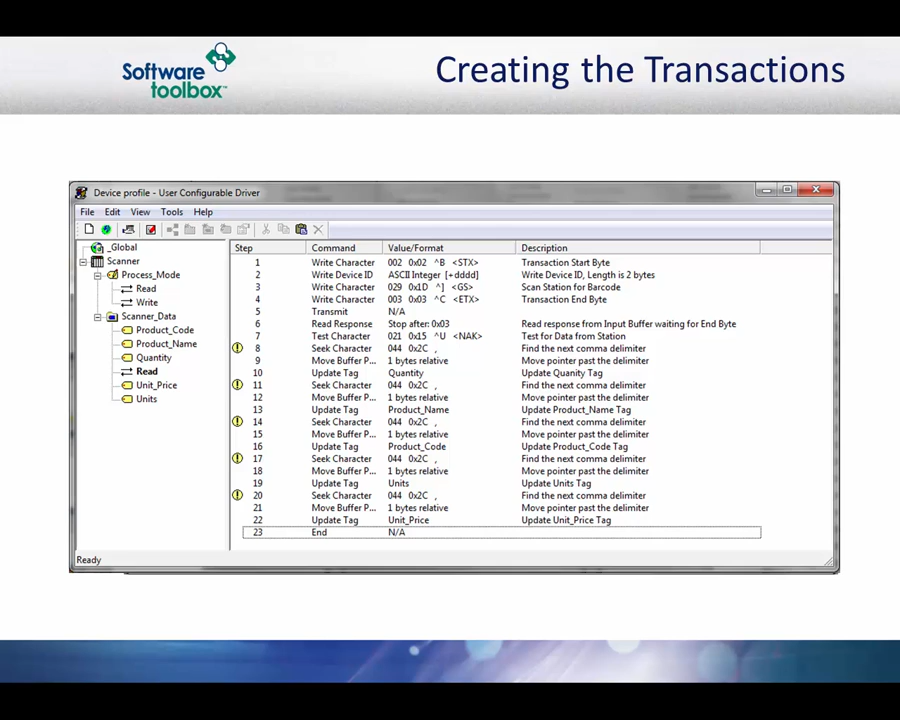 Software
toolbox™
Creating the Transactions
Device profile - User Configurable Driver
File Edit View Tools Help
_Global
Scanner
Process_Mode
Read
Write
Scanner_Data
Product_Code
Product_Name
Quantity
Read
Unit_Price
Units
Step Command Value/Format Description
1 Write Character 002 0x02 ^B <STX> Transaction Start Byte
2 Write Device ID ASCII Integer [+dddd] Write Device ID, Length is 2 bytes
3 Write Character 029 0x1D ^] <GS> Scan Station for Barcode
4 Write Character 003 0x03 ^C <ETX> Transaction End Byte
5 Transmit N/A
6 Read Response Stop after: 0x03 Read response from Input Buffer waiting for End Byte
7 Test Character 021 0x15 ^U <NAK> Test for Data from Station
8 Seek Character 044 0x2C , Find the next comma delimiter
9 Move Buffer P... 1 bytes relative Move pointer past the delimiter
10 Update Tag Quantity Update Quanity Tag
11 Seek Character 044 0x2C , Find the next comma delimiter
12 Move Buffer P... 1 bytes relative Move pointer past the delimiter
13 Update Tag Product_Name Update Product_Name Tag
14 Seek Character 044 0x2C , Find the next comma delimiter
15 Move Buffer P... 1 bytes relative Move pointer past the delimiter
16 Update Tag Product_Code Update Product_Code Tag
17 Seek Character 044 0x2C , Find the next comma delimiter
18 Move Buffer P... 1 bytes relative Move pointer past the delimiter
19 Update Tag Units Update Units Tag
20 Seek Character 044 0x2C , Find the next comma delimiter
21 Move Buffer P... 1 bytes relative Move pointer past the delimiter
22 Update Tag Unit_Price Update Unit_Price Tag
23 End N/A
Ready